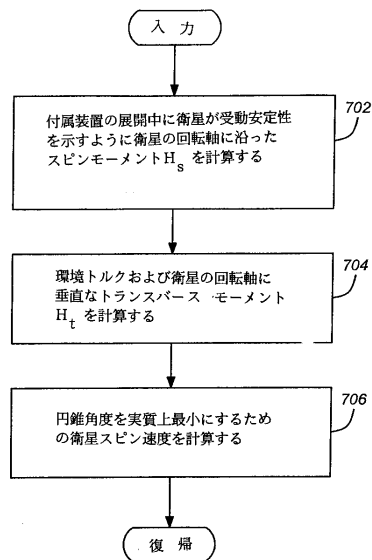 入 力
702
付属装置の展開中に衛星が受動安定性
を示すように衛星の回転軸に沿った
スピンモーメントHs を計算する
704
環境トルクおよび衛星の回転軸に
垂直なトランスバース モーメント
Ht を計算する
706
円錐角度を実質上最小にするため
の衛星スピン速度を計算する
復 帰